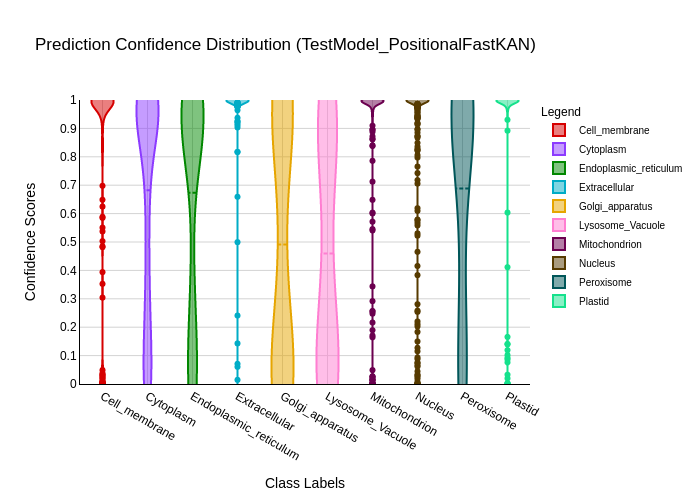 Prediction Confidence Distribution (TestModel_PositionalFastKAN)
Legend
Cell_membrane
Cytoplasm
Endoplasmic_reticulum
Extracellular
Golgi_apparatus
Lysosome_Vacuole
Mitochondrion
Nucleus
Peroxisome
Plastid
Confidence Scores
1
0.9
0.8
0.7
0.6
0.5
0.4
0.3
0.2
0.1
0
Cell_membrane
Cytoplasm
Endoplasmic_reticulum
Extracellular
Golgi_apparatus
Lysosome_Vacuole
Mitochondrion
Nucleus
Peroxisome
Plastid
Class Labels